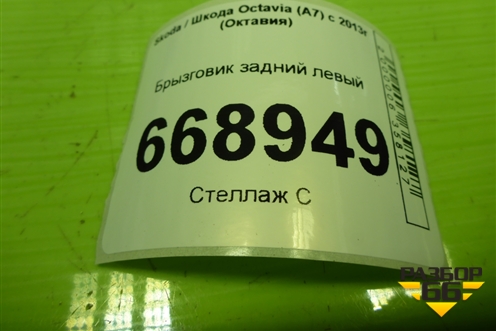 Skoda / Шкода Octavia (A7) с 2013г
(Октавия)
Брызговик задний левый
668949
Стеллаж С
РАЗБОР
66